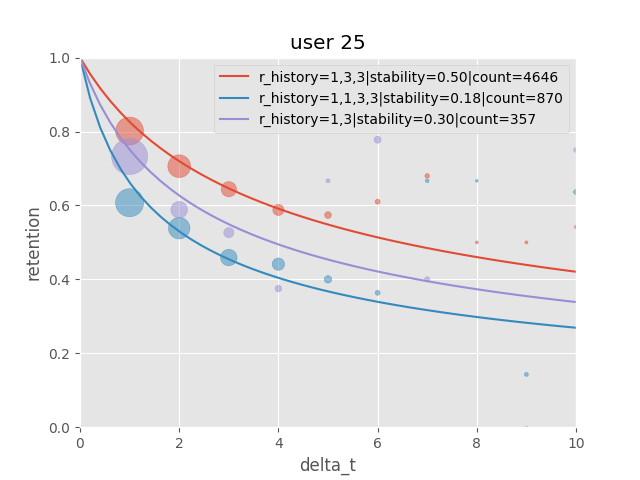 user 25
r_history=1,3,3|stability=0.50|count=4646
r_history=1,1,3,3|stability=0.18|count=870
r_history=1,3|stability=0.30|count=357
1.0
0.8
0.6
0.4
0.2
0.0
retention
0 2 4 6 8 10
delta_t